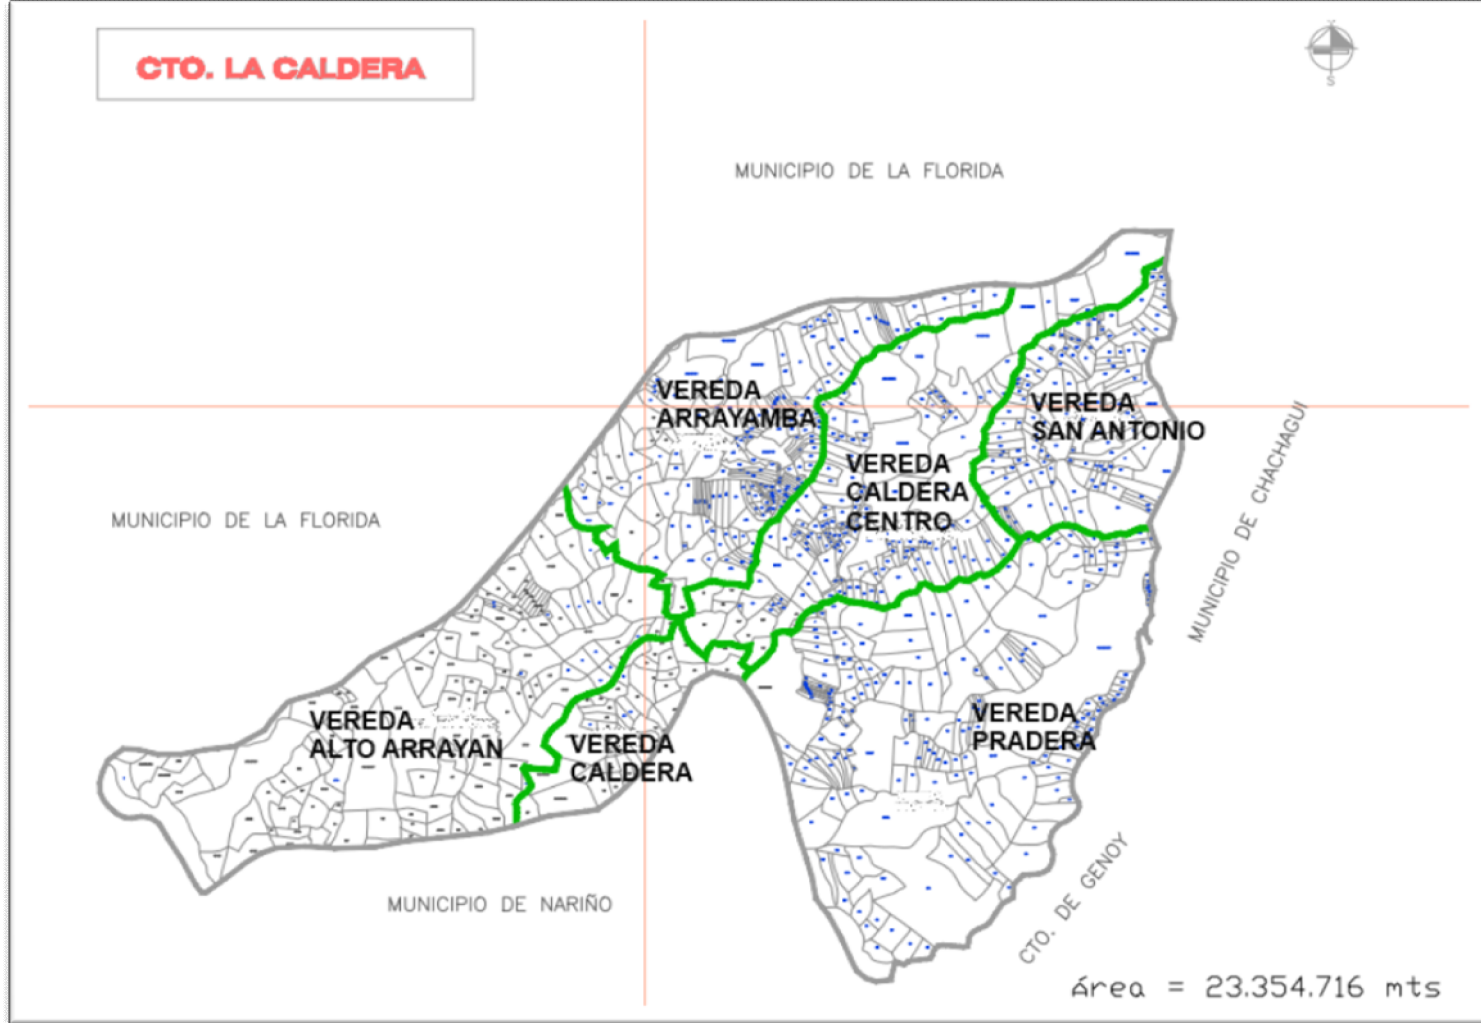 CTO. LA CALDERA
S
MUNICIPIO DE LA FLORIDA
VEREDA
ARRAYAMBA
VEREDA
SAN ANTONIO
VEREDA
CALDERA
CENTRO
MUNICIPIO DE CHACHAGUI
MUNICIPIO DE LA FLORIDA
VEREDA
ALTO ARRAYAN
VEREDA
CALDERA
VEREDA
PRADERA
MUNICIPIO DE NARIÑO
CTO. DE GENOY
área = 23.354.716 mts